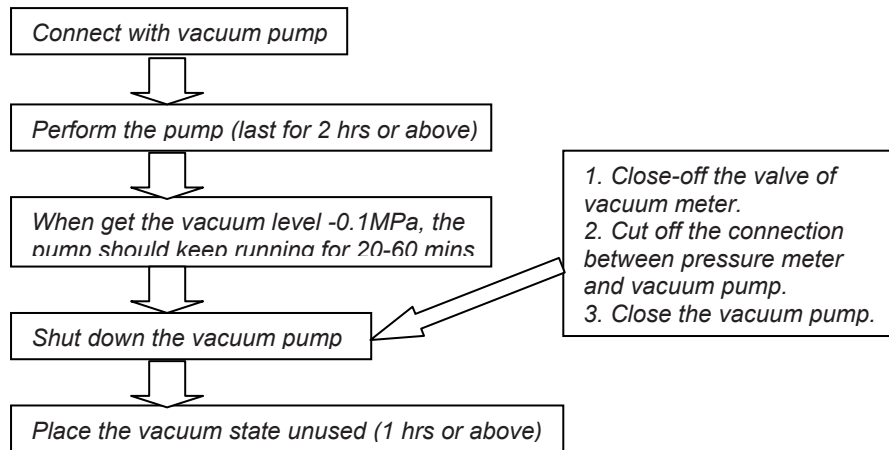 Connect with vacuum pump
Perform the pump (last for 2 hrs or above)
When get the vacuum level -0.1MPa, the
pump should keep running for 20-60 mins
Shut down the vacuum pump
Place the vacuum state unused (1 hrs or above)
1. Close-off the valve of
vacuum meter.
2. Cut off the connection
between pressure meter
and vacuum pump.
3. Close the vacuum pump.